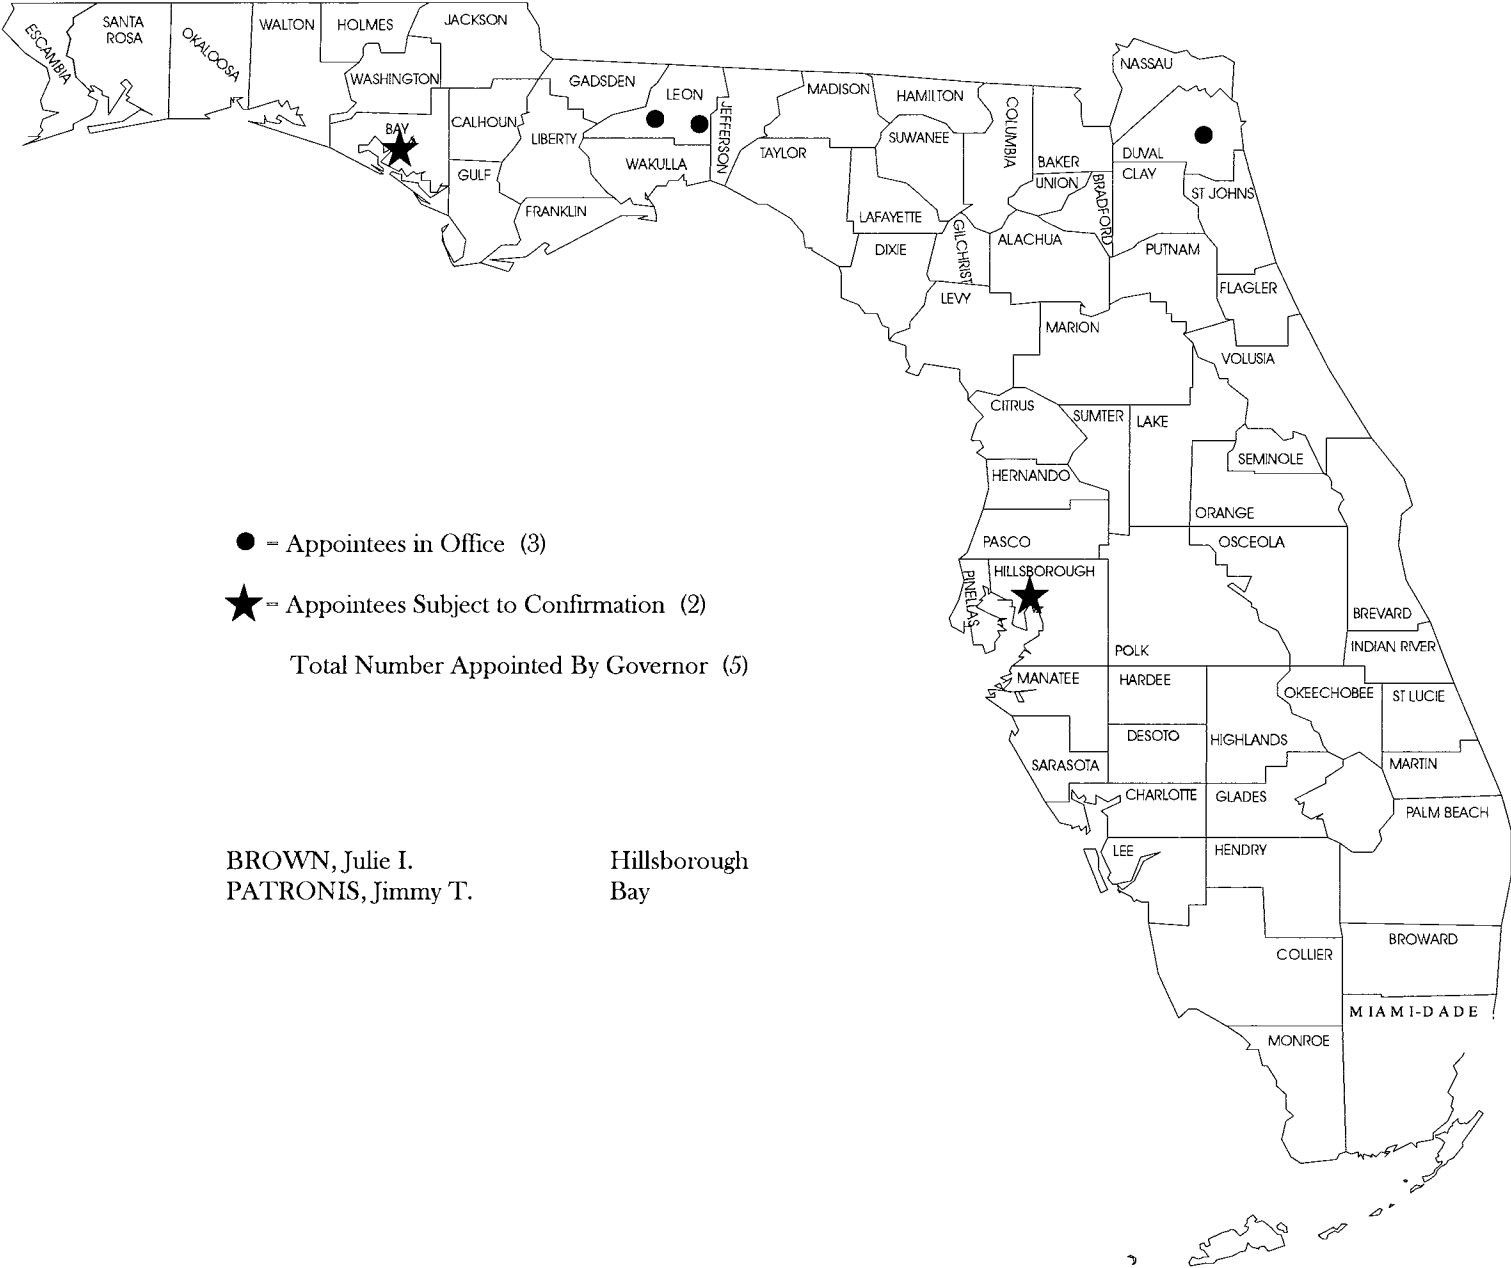 ESCAMBIA
SANTA
ROSA
OKALOOSA
WALTON
HOLMES
JACKSON
WASHINGTON
BAY
CALHOUN
GULF
GADSDEN
LIBERTY
FRANKLIN
LEON
WAKULLA
JEFFERSON
MADISON
TAYLOR
HAMILTON
SUWANEE
LAFAYETTE
DIXIE
COLUMBIA
GILCHRIST
LEVY
BAKER
UNION
BRADFORD
ALACHUA
NASSAU
DUVAL
CLAY
ST JOHNS
PUTNAM
FLAGLER
MARION
VOLUSIA
CITRUS
SUMTER
LAKE
SEMINOLE
HERNANDO
ORANGE
PASCO
OSCEOLA
HILLSBOROUGH
PINELLAS
POLK
BREVARD
INDIAN RIVER
MANATEE
HARDEE
OKEECHOBEE
ST LUCIE
DESOTO
HIGHLANDS
SARASOTA
MARTIN
CHARLOTTE
GLADES
PALM BEACH
LEE
HENDRY
BROWARD
COLLIER
MIAMI-DADE
MONROE
= Appointees in Office (3)
= Appointees Subject to Confirmation (2)
Total Number Appointed By Governor (5)
BROWN, Julie I. Hillsborough
PATRONIS, Jimmy T. Bay